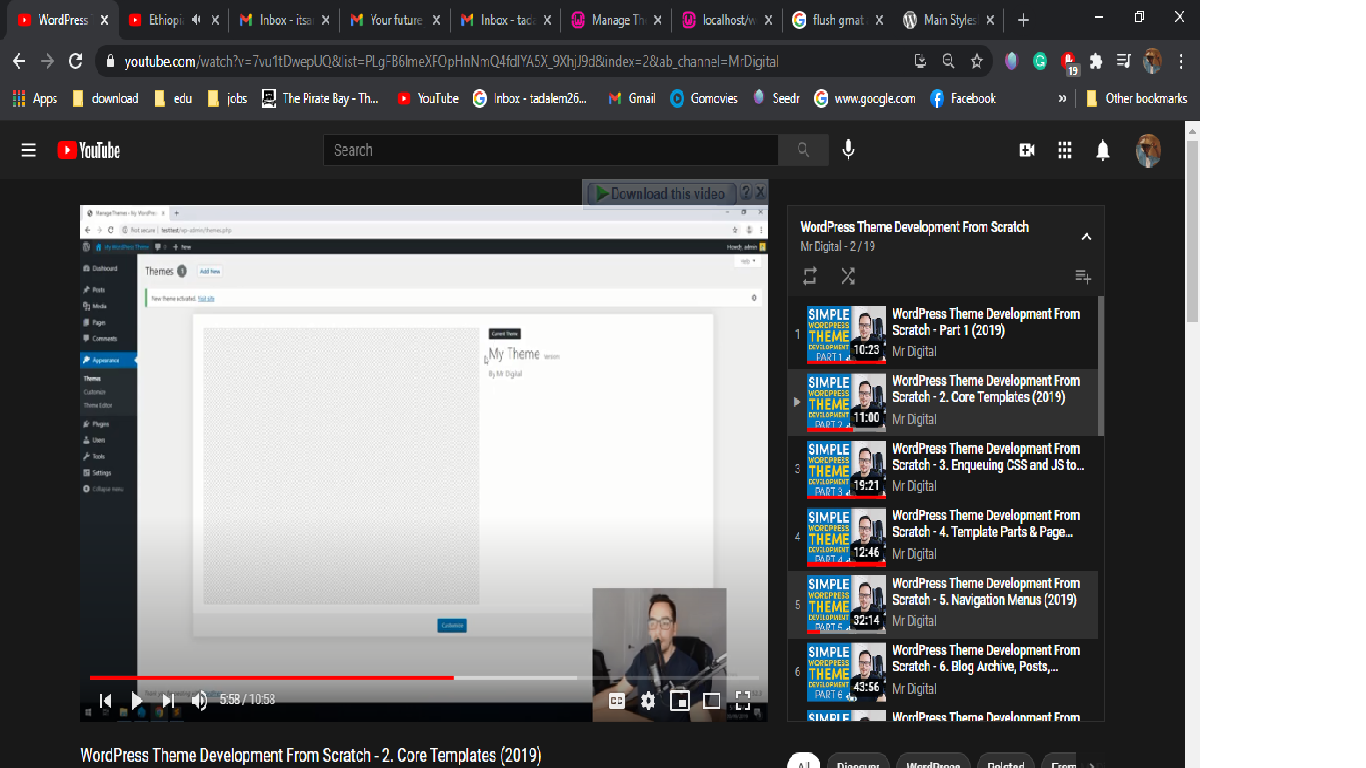 WordPress
Ethiopi
Inbox - itsa
Your future
Inbox - tada
Manage Th
localhost/w
flush gmat
Main Styles
youtube.com/watch?v=7vu1tDwepUQ&list=PLgFB6lmeXFOpHnNmQ4fdIYA5X_9XhjJ9d&index=2&ab_channel=MrDigital
19
Apps
download
edu
jobs
The Pirate Bay - Th...
YouTube
Inbox - tadalem26...
Gmail
Gomovies
Seedr
www.google.com
Facebook
»
Other bookmarks
YouTube
Search
Download this video ? X
ManageThemes - My WordPres
Not secure | testtest/wp-admin/themes.php
My WordPress Theme
New
Howdy, admin
Dashboard
Posts
Media
Pages
Comments
Appearance
Themes
Customize
Theme Editor
Plugins
Users
Tools
Settings
Collapse menu
Themes 1
Add New
Help
New theme activated. Visit site
Current Theme
My Theme Version
By Mr Digital
Customize
5:58 / 10:58
CC
WordPress Theme Development From Scratch - 2. Core Templates (2019)
WordPress Theme Development From Scratch
Mr Digital - 2 / 19
1
SIMPLE
WORDPRESS
THEME
DEVELOPMENT
PART 1
10:23
WordPress Theme Development From
Scratch - Part 1 (2019)
Mr Digital
SIMPLE
WORDPRESS
THEME
DEVELOPMENT
PART 2
11:00
WordPress Theme Development From
Scratch - 2. Core Templates (2019)
Mr Digital
3
SIMPLE
WORDPRESS
THEME
DEVELOPMENT
PART 3
19:21
WordPress Theme Development From
Scratch - 3. Enqueuing CSS and JS to...
Mr Digital
4
SIMPLE
WORDPRESS
THEME
DEVELOPMENT
PART 4
12:46
WordPress Theme Development From
Scratch - 4. Template Parts & Page...
Mr Digital
5
SIMPLE
WORDPRESS
THEME
DEVELOPMENT
PART 5
32:14
WordPress Theme Development From
Scratch - 5. Navigation Menus (2019)
Mr Digital
6
SIMPLE
WORDPRESS
THEME
DEVELOPMENT
PART 6
43:56
WordPress Theme Development From
Scratch - 6. Blog Archive, Posts,...
Mr Digital
SIMPLE
WordPress Theme Development From
All
Discover
WordPress
Related
From